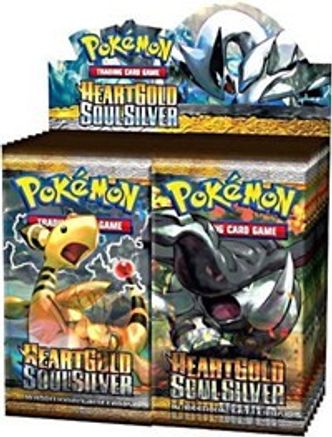 POKéMON
TRADING CARD GAME
HEARTGOLD
SOULSILVER
POKéMON
TRADING CARD GAME
HEARTGOLD
SOULSILVER
POKéMON
TRADING CARD GAME
HEARTGOLD
SOULSILVER